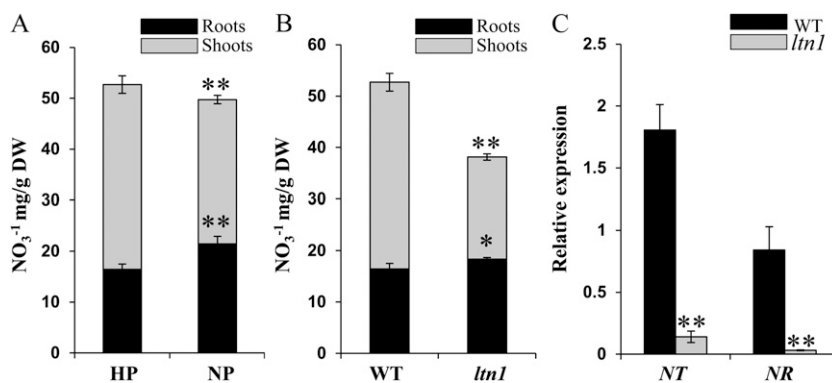 A
Roots
Shoots
NO₃⁻¹ mg/g DW
60
50
40
30
20
10
0
**
**
HP NP
B
Roots
Shoots
NO₃⁻¹ mg/g DW
60
50
40
30
20
10
0
**
*
WT ltn1
C
WT
ltn1
Relative expression
2.5
2
1.5
1
0.5
0
**
**
NT NR